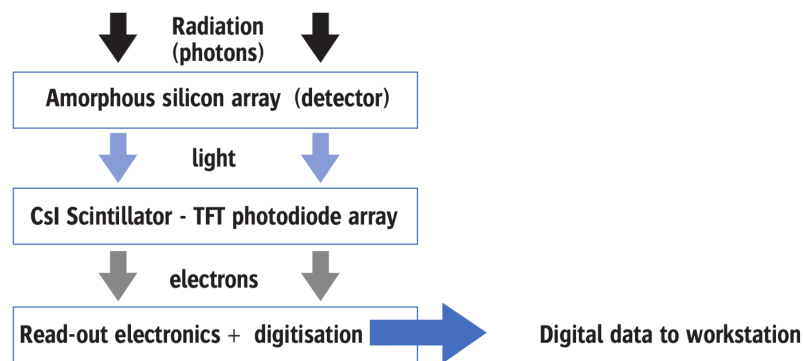 Radiation
(photons)
Amorphous silicon array (detector)
light
CsI Scintillator - TFT photodiode array
electrons
Read-out electronics + digitisation
Digital data to workstation